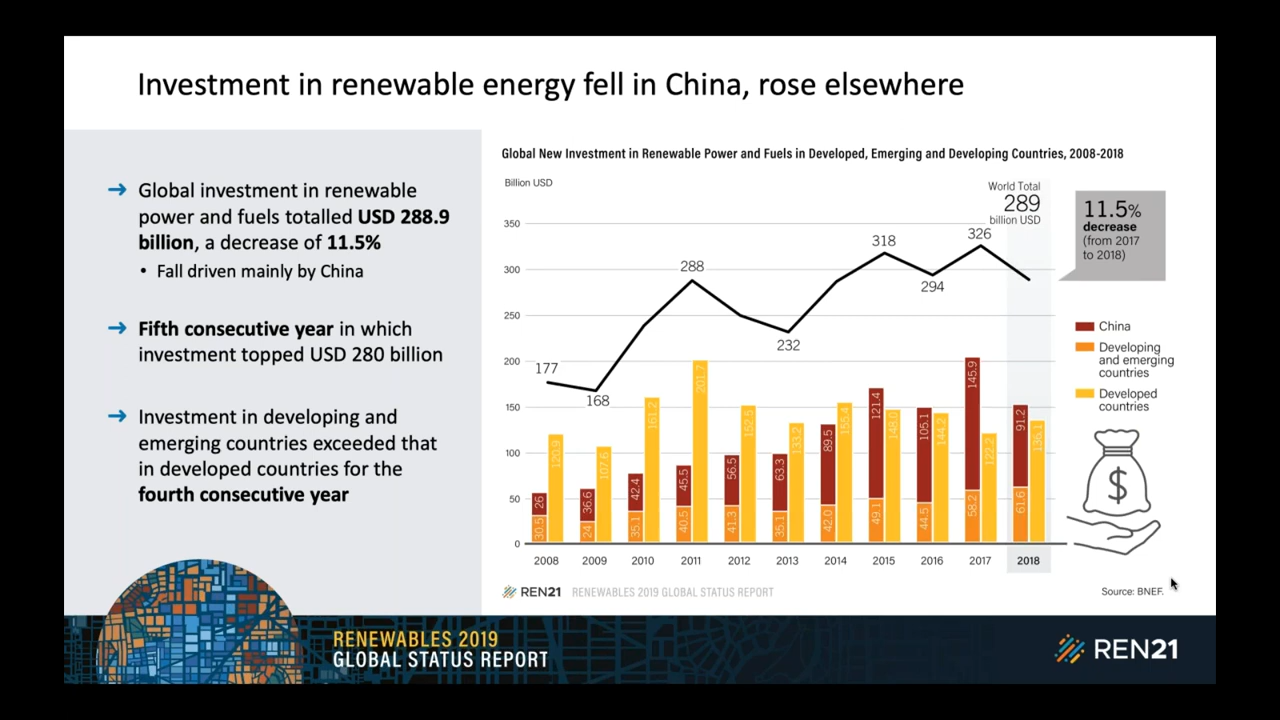 Investment in renewable energy fell in China, rose elsewhere
Global investment in renewable
power and fuels totalled USD 288.9
billion, a decrease of 11.5%
• Fall driven mainly by China
Fifth consecutive year in which
investment topped USD 280 billion
Investment in developing and
emerging countries exceeded that
in developed countries for the
fourth consecutive year
Global New Investment in Renewable Power and Fuels in Developed, Emerging and Developing Countries, 2008-2018
Billion USD
World Total
289
billion USD
11.5%
decrease
(from 2017
to 2018)
350
300
250
200
150
100
50
0
177
168
288
232
318
294
326
30.5 26 120.9
24 36.6 107.6
35.1 42.4 161.2
40.5 45.5 201.7
41.3 56.5 152.5
35.1 63.3 133.2
42.0 89.5 155.4
49.1 121.4 148.0
44.5 105.1 144.2
58.2 145.9 122.2
61.6 91.2 136.1
2008 2009 2010 2011 2012 2013 2014 2015 2016 2017 2018
China
Developing
and emerging
countries
Developed
countries
$
REN21 RENEWABLES 2019 GLOBAL STATUS REPORT
Source: BNEF.
RENEWABLES 2019
GLOBAL STATUS REPORT
REN21